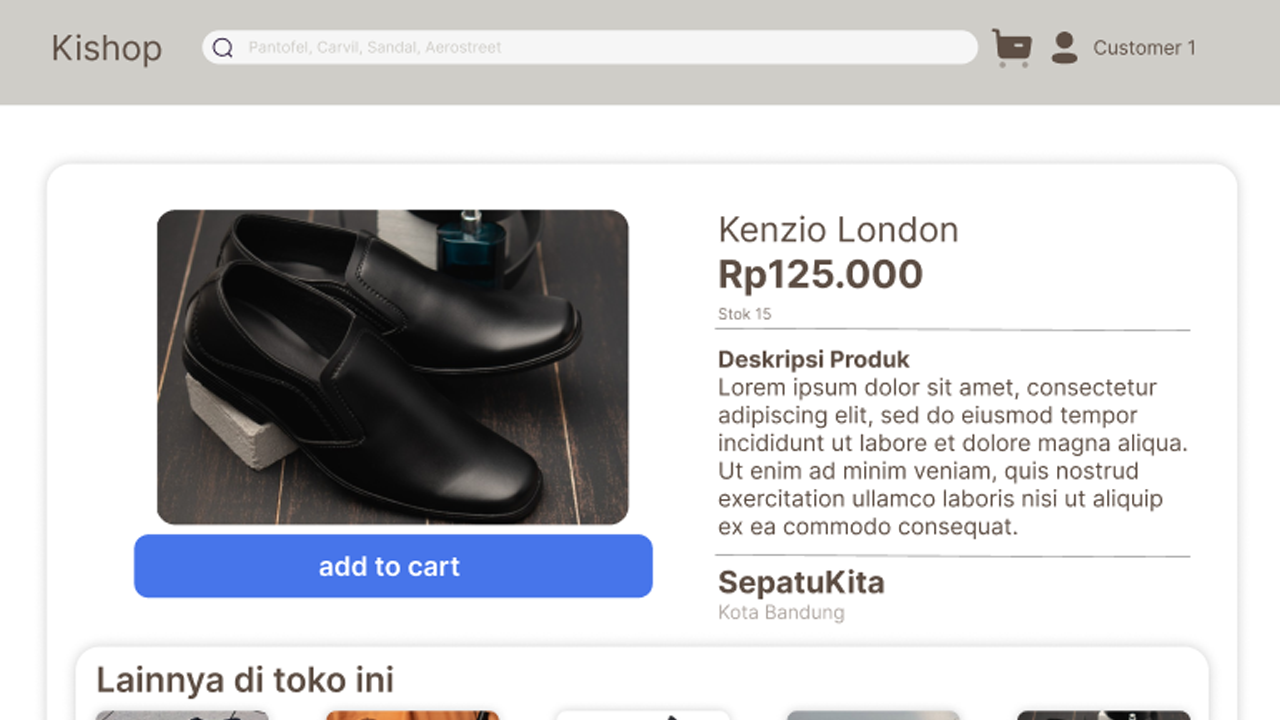 Kishop
Pantofel, Carvil, Sandal, Aerostreet
Customer 1
Kenzio London
Rp125.000
Stok 15
Deskripsi Produk
Lorem ipsum dolor sit amet, consectetur
adipiscing elit, sed do eiusmod tempor
incididunt ut labore et dolore magna aliqua.
Ut enim ad minim veniam, quis nostrud
exercitation ullamco laboris nisi ut aliquip
ex ea commodo consequat.
add to cart
SepatuKita
Kota Bandung
Lainnya di toko ini